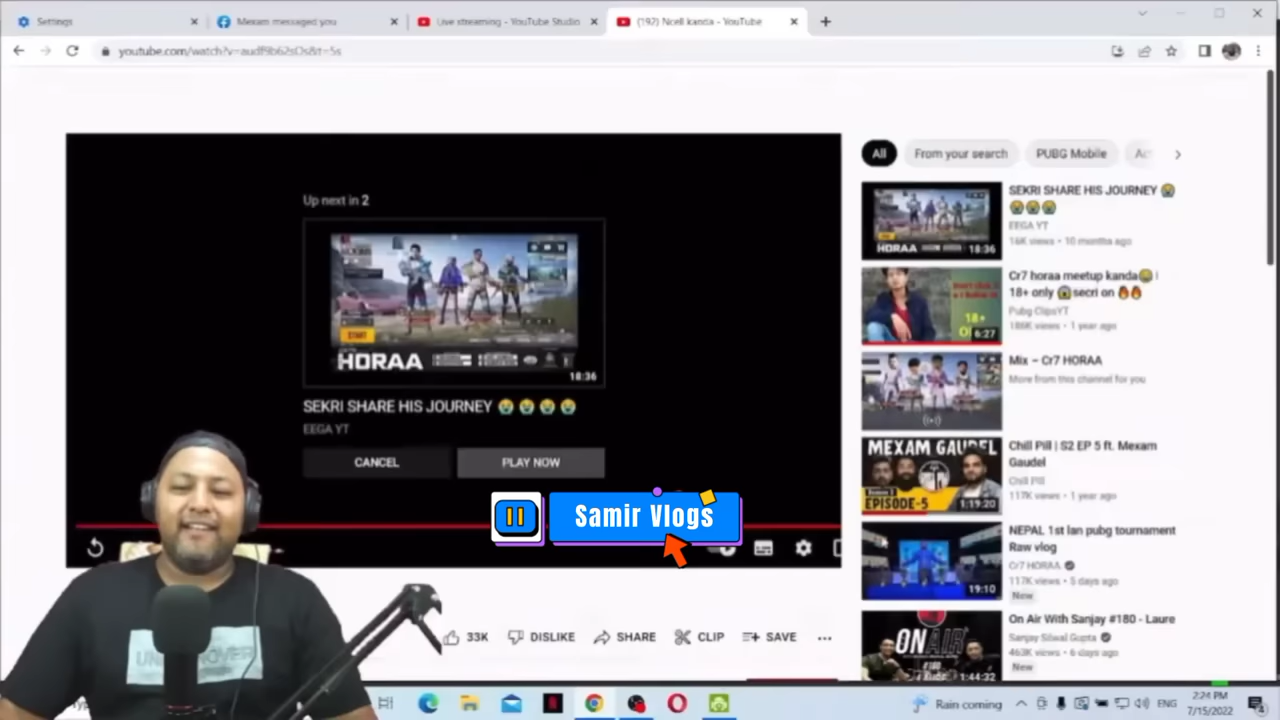 Settings
Mexam messaged you
Live streaming - YouTube Studio
(192) Ncell kanda - YouTube
All
From your search
PUBG Mobile
Up next in 2
START
HORAA
18:36
SEKRI SHARE HIS JOURNEY 😭 😭 😭 😭
EEGA YT
CANCEL
PLAY NOW
Samir Vlogs
33K
DISLIKE
SHARE
CLIP
SAVE
HORAA
18:36
SEKRI SHARE HIS JOURNEY 😭
😭😭😭
EEGA YT
16K views • 10 months ago
18+
6:27
Cr7 horaa meetup kanda😂 |
18+ only 😱secri on 🔥🔥
Pubg ClipsYT
186K views • 1 year ago
Mix – Cr7 HORAA
More from this channel for you
MEXAM GAUDEL
EPISODE-5
1:19:20
Chill Pill | S2 EP 5 ft. Mexam
Gaudel
Chill Pill
117K views • 1 year ago
19:10
NEPAL 1st lan pubg tournament
Raw vlog
Cr7 HORAA
117K views • 5 days ago
New
ON AIR
#180
1:44:32
On Air With Sanjay #180 - Laure
Sanjay Silwal Gupta
463K views • 6 days ago
New
Rain coming
ENG
2:24 PM
7/15/2022